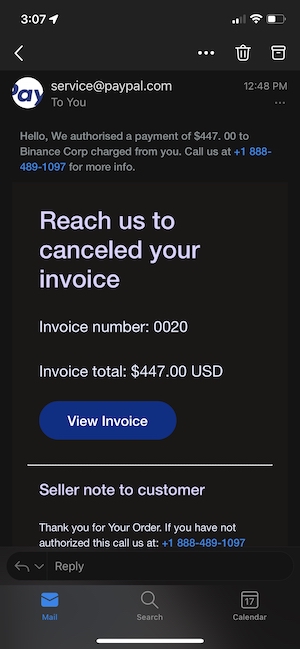 3:07
service@paypal.com
12:48 PM
Pay
To You
Hello, We authorised a payment of $447. 00 to
Binance Corp charged from you. Call us at +1 888-
489-1097 for more info.
Reach us to
canceled your
invoice
Invoice number: 0020
Invoice total: $447.00 USD
View Invoice
Seller note to customer
Thank you for Your Order. If you have not
authorized this call us at: +1 888-489-1097
Reply
17
Mail
Search
Calendar